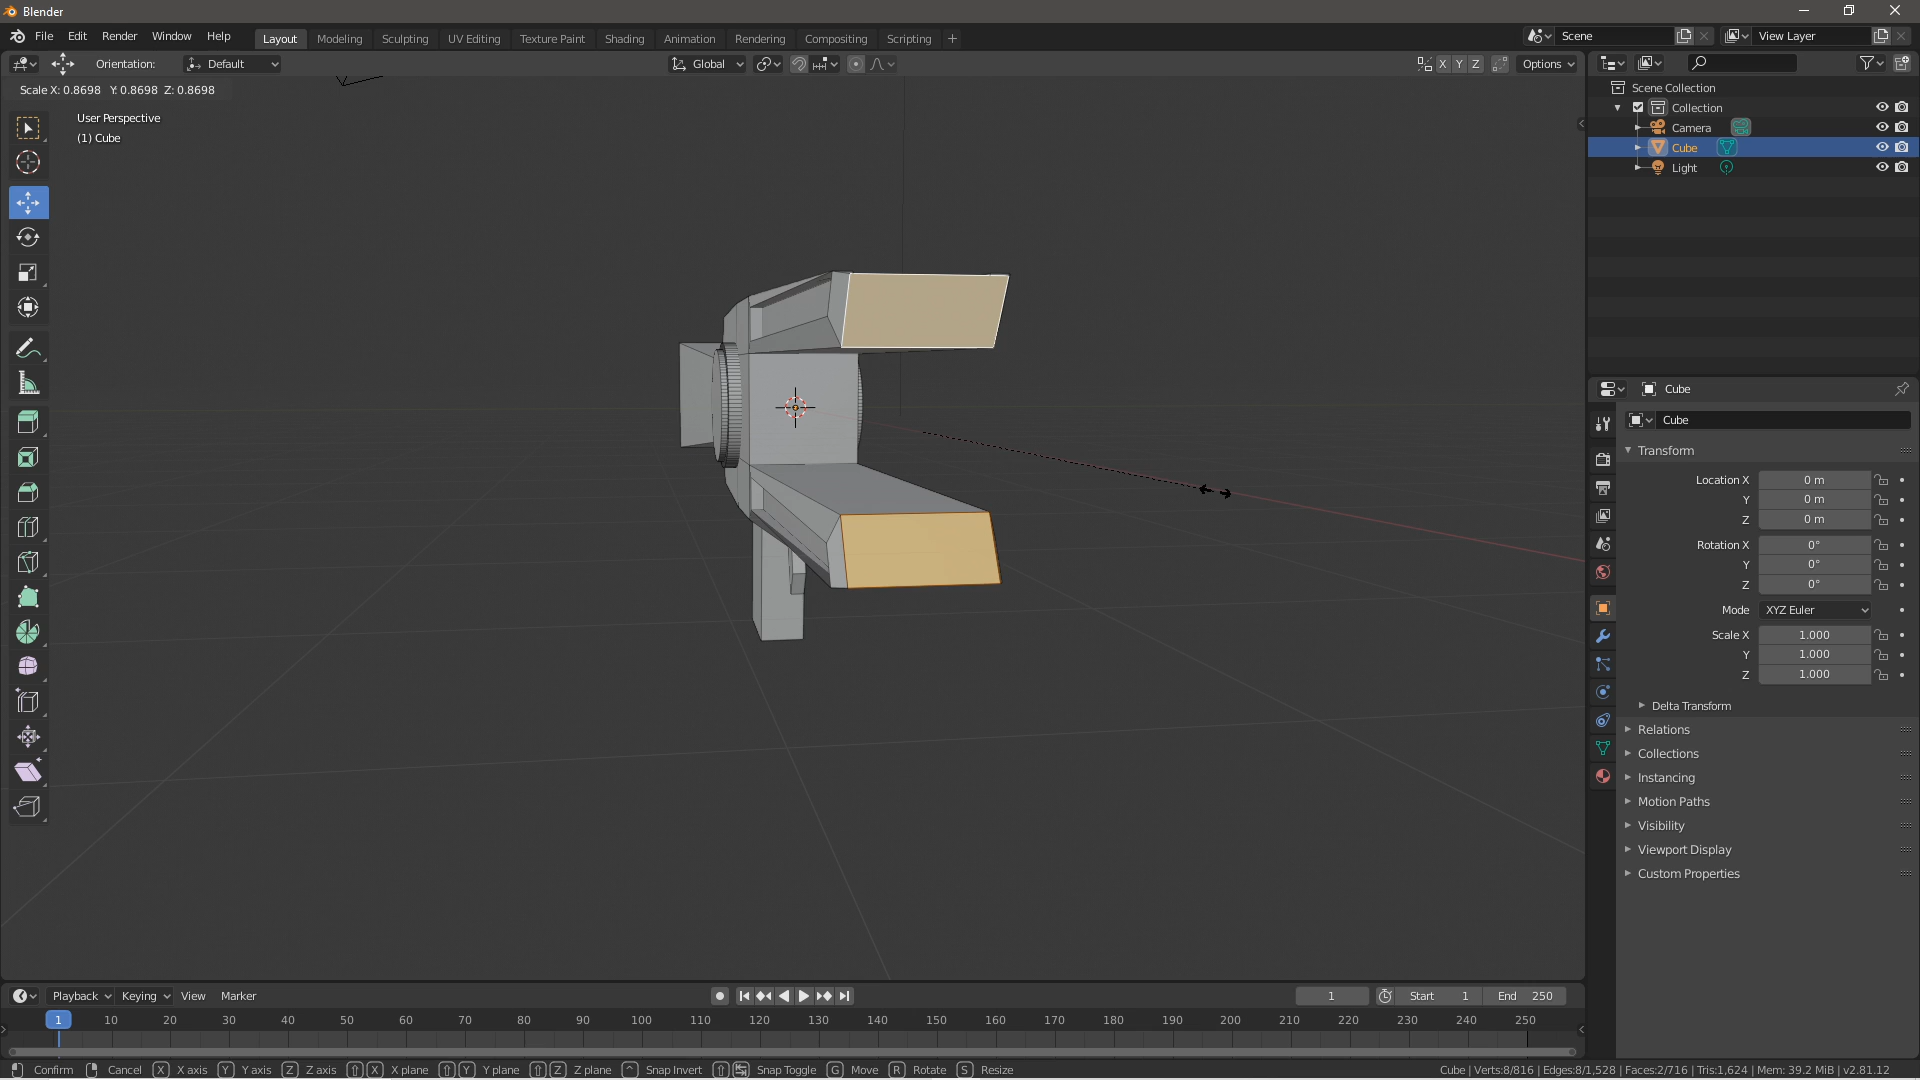 Blender
File Edit Render Window Help Layout Modeling Sculpting UV Editing Texture Paint Shading Animation Rendering Compositing Scripting + Scene View Layer
Orientation: Default Global X Y Z Options
Scale X: 0.8698 Y: 0.8698 Z: 0.8698
User Perspective
(1) Cube
Scene Collection
Collection
Camera
Cube
Light
Cube
Cube
Transform
Location X 0 m
Y 0 m
Z 0 m
Rotation X 0°
Y 0°
Z 0°
Mode XYZ Euler
Scale X 1.000
Y 1.000
Z 1.000
Delta Transform
Relations
Collections
Instancing
Motion Paths
Visibility
Viewport Display
Custom Properties
Playback Keying View Marker 1 Start 1 End 250
1 10 20 30 40 50 60 70 80 90 100 110 120 130 140 150 160 170 180 190 200 210 220 230 240 250
Confirm Cancel X X axis Y Y axis Z Z axis X X plane Y Y plane Z Z plane ^ Snap Invert Snap Toggle G Move R Rotate S Resize Cube | Verts:8/816 | Edges:8/1,528 | Faces:2/716 | Tris:1,624 | Mem: 39.2 MiB | v2.81.12